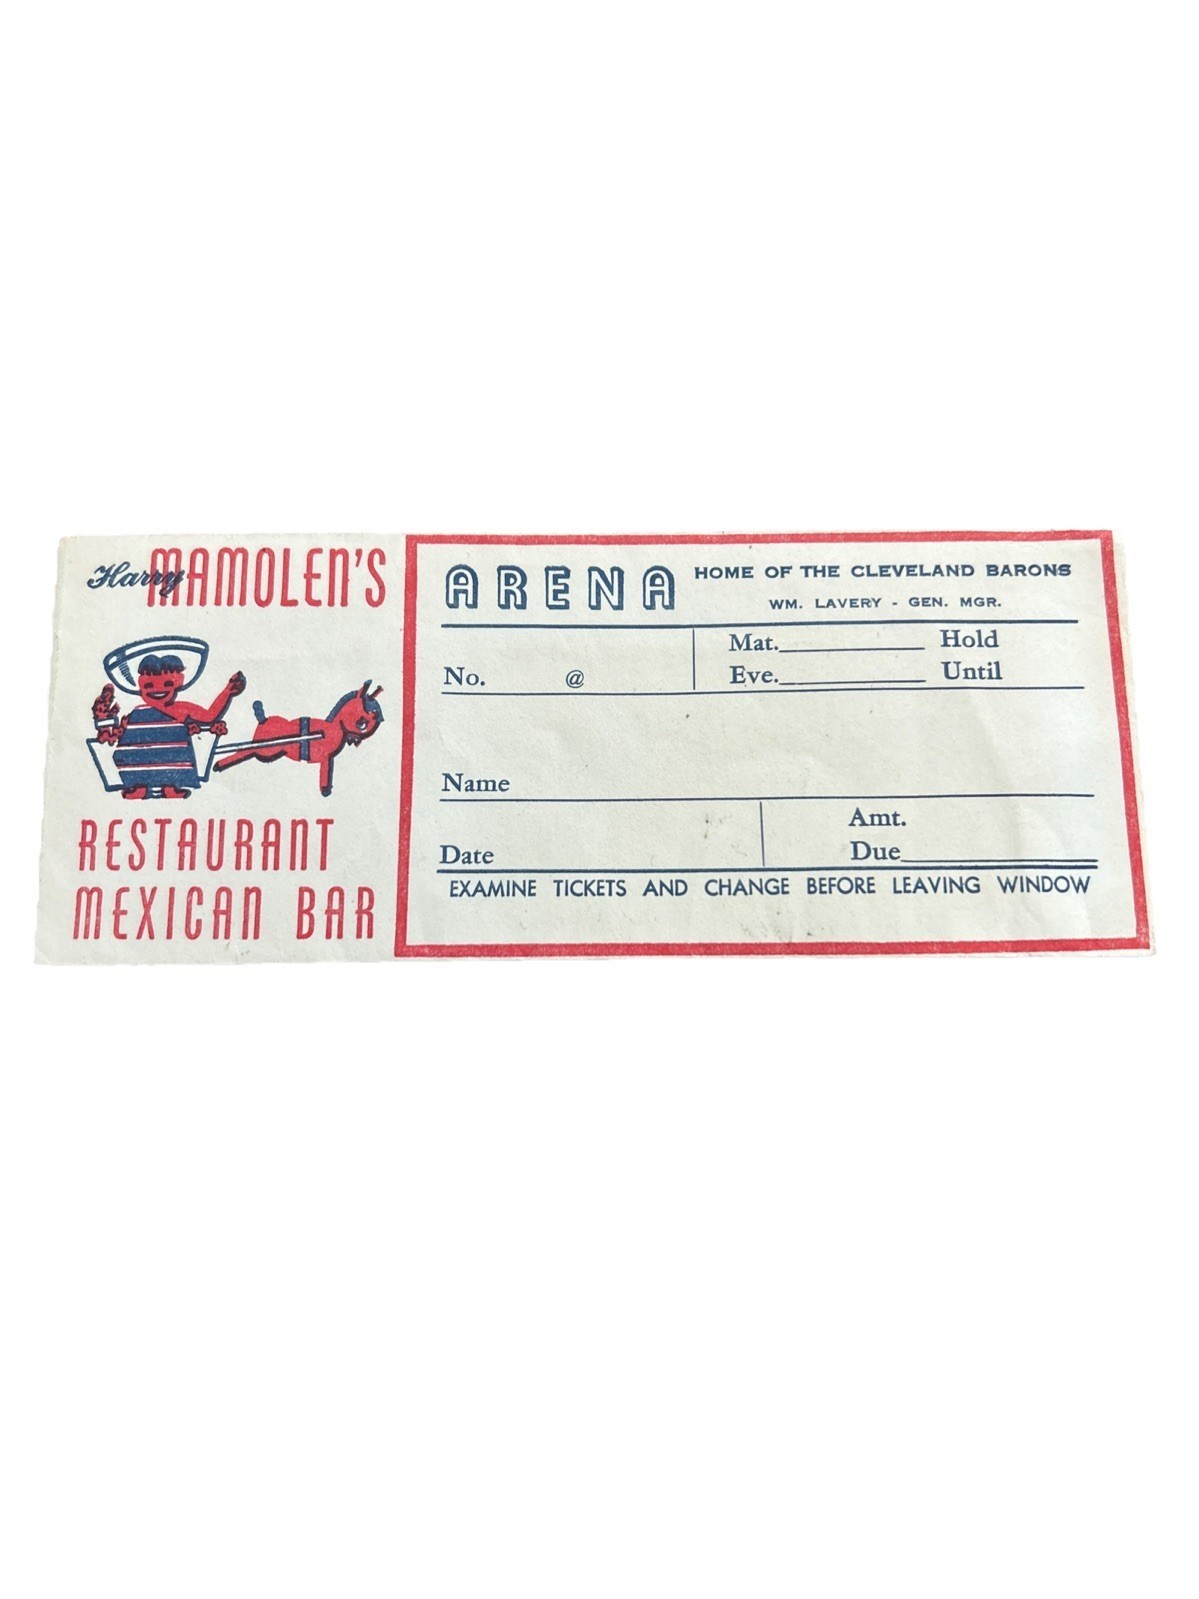 Harry MAMOLEN'S
RESTAURANT
MEXICAN BAR
ARENA HOME OF THE CLEVELAND BARONS
WM. LAVERY - GEN. MGR.
No. @ Mat. Hold
Eve. Until
Name
Date Amt.
Due
EXAMINE TICKETS AND CHANGE BEFORE LEAVING WINDOW